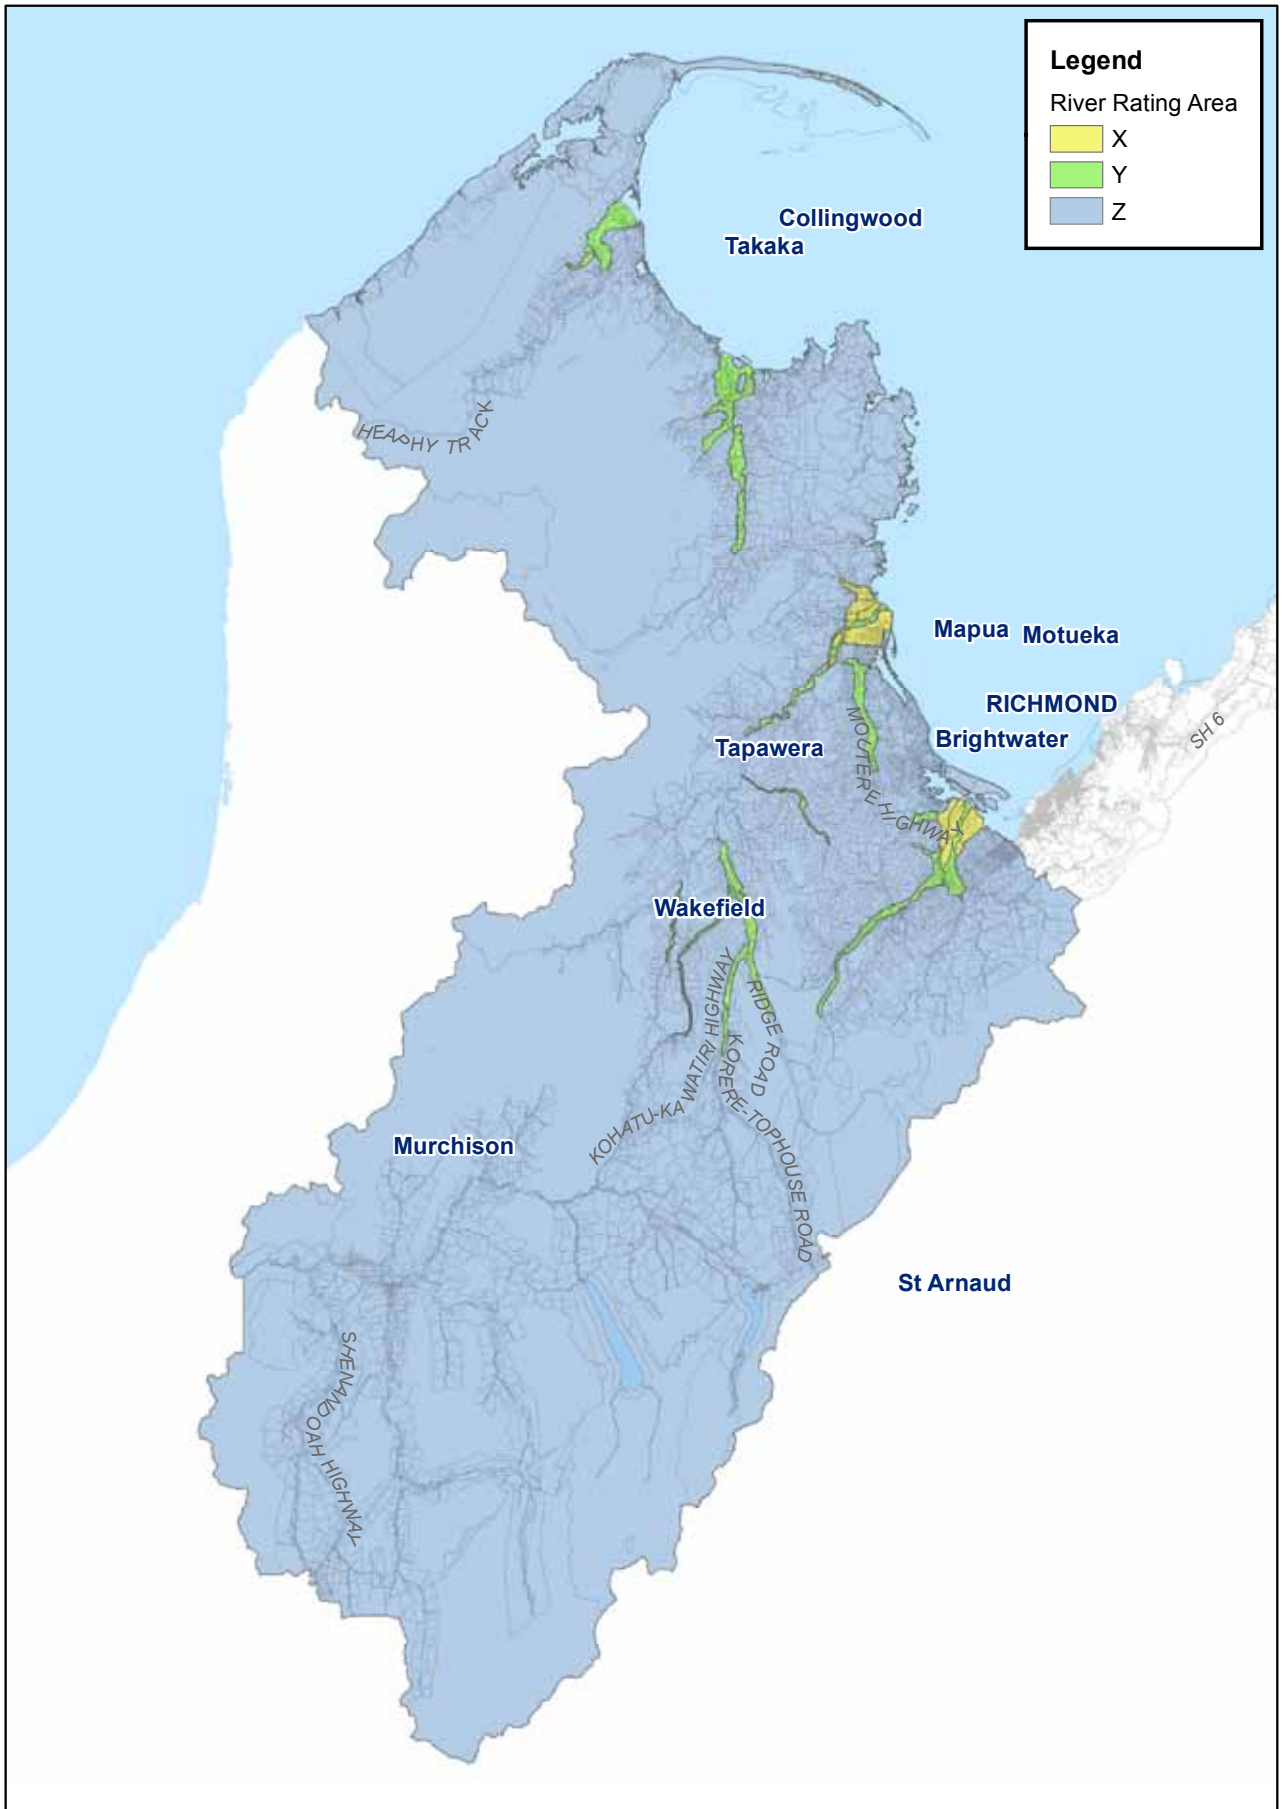 Legend
River Rating Area
X
Y
Z
Collingwood
Takaka
HEAPHY TRACK
Mapua
Motueka
RICHMOND
SH 6
Brightwater
Tapawera
MOUTERE HIGHWAY
Wakefield
RIDGE ROAD
KOHATU-KAWATIRI HIGHWAY
KORERE-TOPHOUSE ROAD
Murchison
St Arnaud
SHENANDOAH HIGHWAY